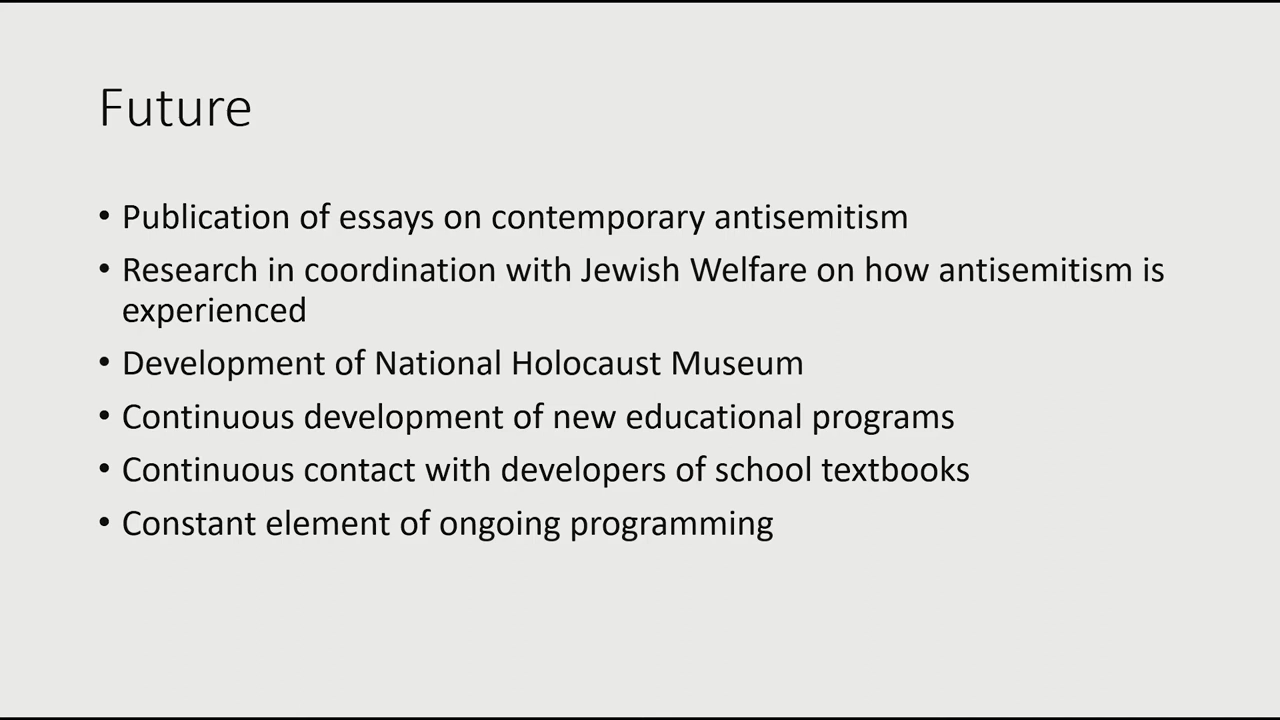 Future
• Publication of essays on contemporary antisemitism
• Research in coordination with Jewish Welfare on how antisemitism is
experienced
• Development of National Holocaust Museum
• Continuous development of new educational programs
• Continuous contact with developers of school textbooks
• Constant element of ongoing programming